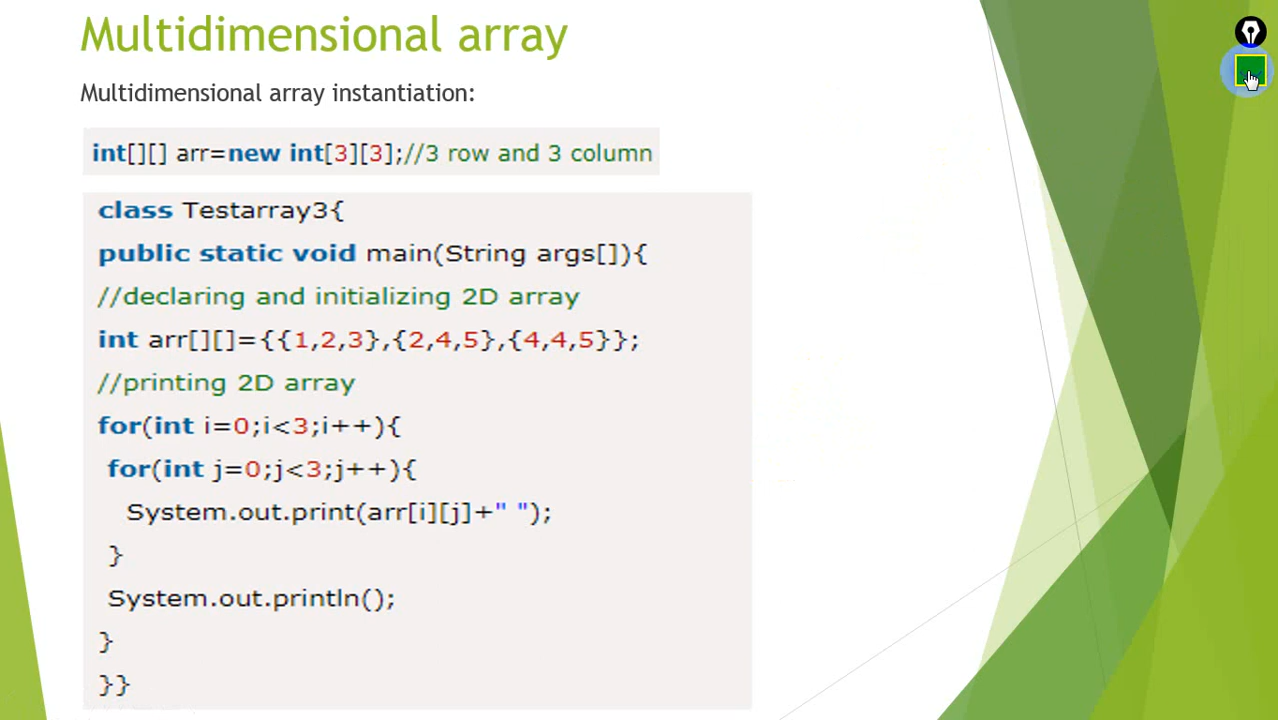 Multidimensional array
Multidimensional array instantiation:
int[][] arr=new int[3][3];//3 row and 3 column
class Testarray3{
public static void main(String args[]){
//declaring and initializing 2D array
int arr[][]={{1,2,3},{2,4,5},{4,4,5}};
//printing 2D array
for(int i=0;i<3;i++){
for(int j=0;j<3;j++){
System.out.print(arr[i][j]+" ");
}
System.out.println();
}
}}